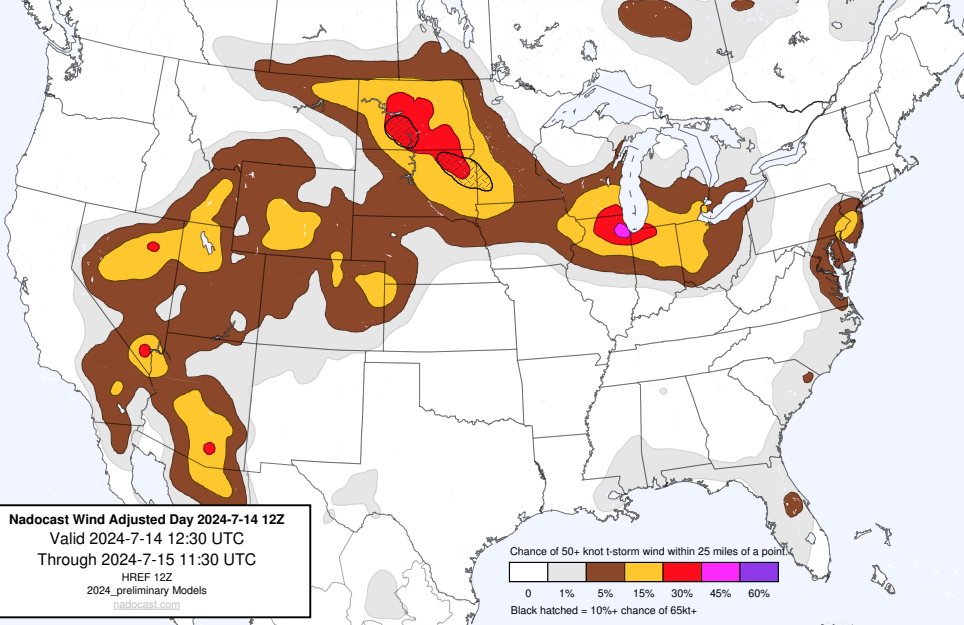 Nadocast Wind Adjusted Day 2024-7-14 12Z
Valid 2024-7-14 12:30 UTC
Through 2024-7-15 11:30 UTC
HREF 12Z
2024_preliminary Models
nadocast.com
Chance of 50+ knot t-storm wind within 25 miles of a point.
0 1% 5% 15% 30% 45% 60%
Black hatched = 10%+ chance of 65kt+